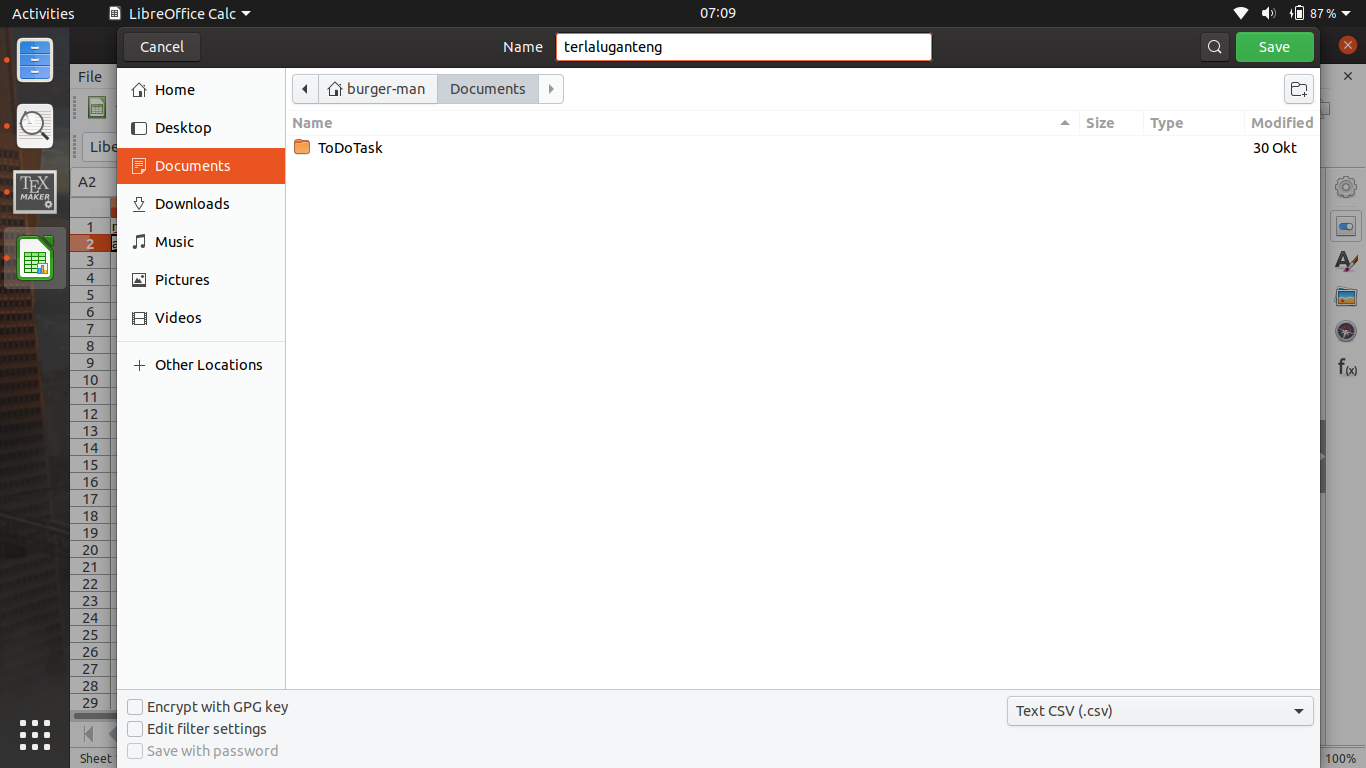 Activities LibreOffice Calc 07:09 87 %
Cancel Name terlaluganteng Save
File
Home
Desktop
Documents
Downloads
Music
Pictures
Videos
Other Locations
burger-man Documents
Name Size Type Modified
ToDoTask 30 Okt
TEX
MAKER
Libe
A2
1
2
3
4
5
6
7
8
9
10
11
12
13
14
15
16
17
18
19
20
21
22
23
24
25
26
27
28
29
f(x)
Encrypt with GPG key
Edit filter settings
Save with password
Text CSV (.csv)
Sheet
100%